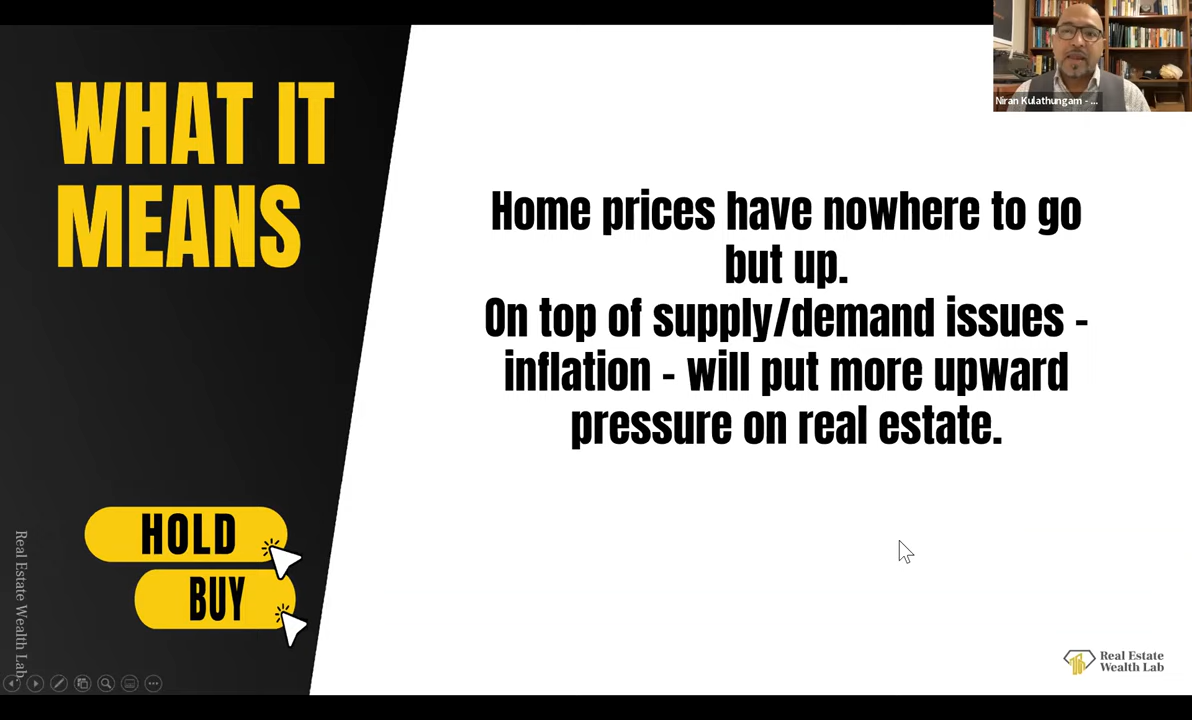 Niran Kulathungam - ...
WHAT IT
MEANS
Home prices have nowhere to go
but up.
On top of supply/demand issues -
inflation - will put more upward
pressure on real estate.
HOLD
BUY
Real Estate Wealth Lab.
Real Estate
Wealth Lab